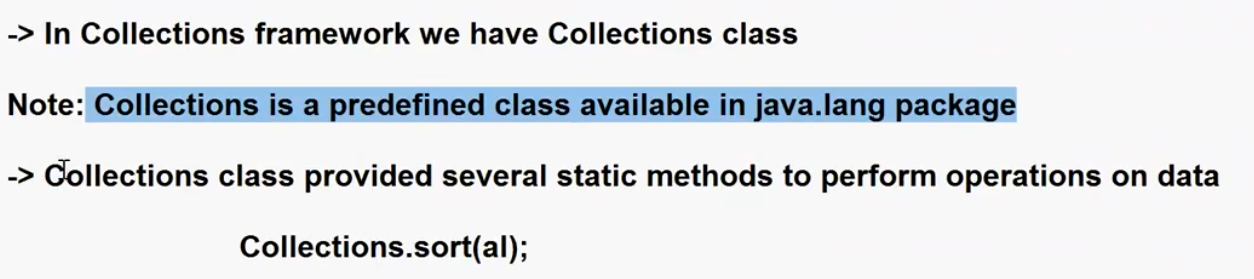 -> In Collections framework we have Collections class
Note: Collections is a predefined class available in java.lang package
-> Collections class provided several static methods to perform operations on data
Collections.sort(al);